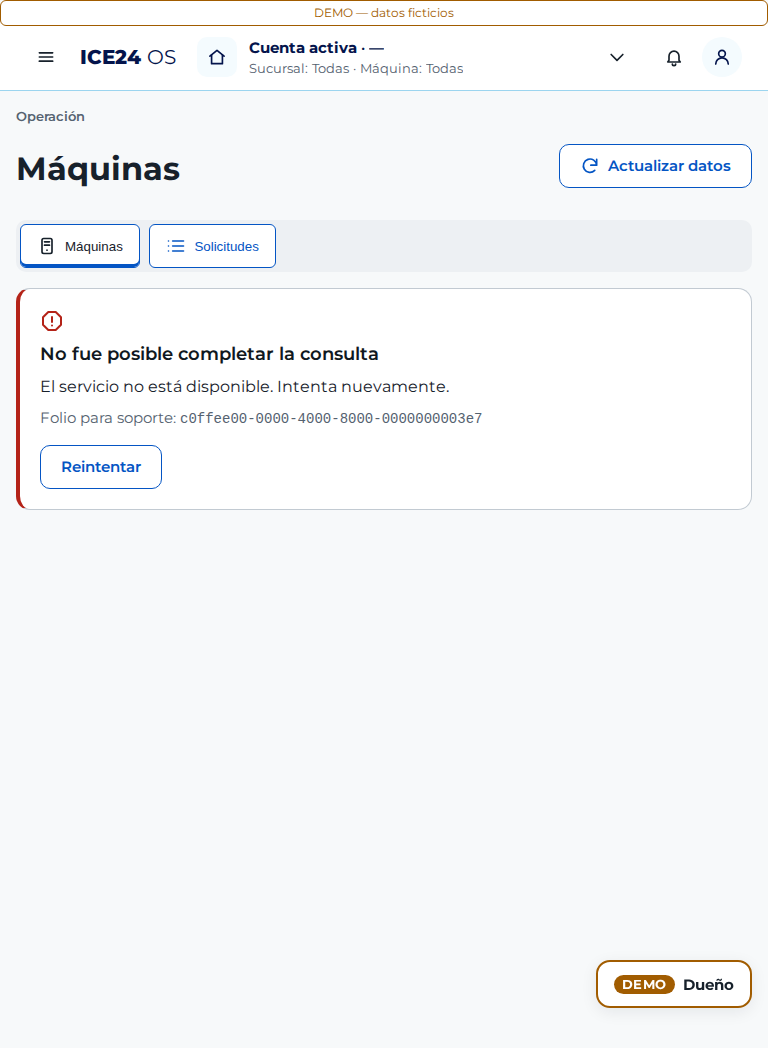 DEMO — datos ficticios
ICE24 OS
Cuenta activa · —
Sucursal: Todas · Máquina: Todas
Operación
Máquinas
Actualizar datos
Máquinas
Solicitudes
No fue posible completar la consulta
El servicio no está disponible. Intenta nuevamente.
Folio para soporte: c0ffee00-0000-4000-8000-0000000003e7
Reintentar
DEMO Dueño